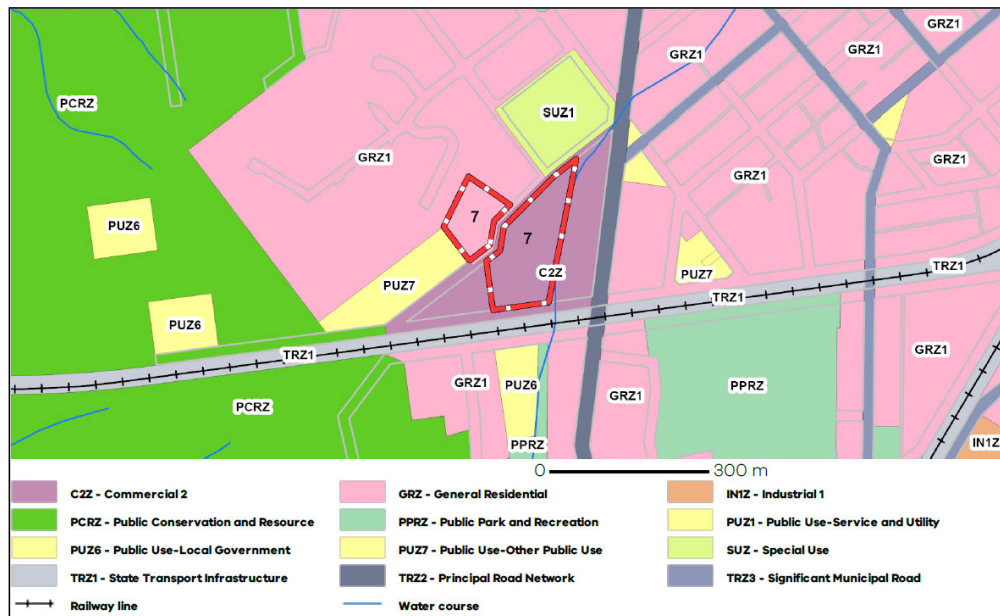 GRZ1
GRZ1
GRZ1
GRZ1
PCRZ
SUZ1
GRZ1
GRZ1
GRZ1
7
PUZ6
7
TRZ1
C2Z
PUZ7
PUZ7
TRZ1
PUZ6
TRZ1
GRZ1
GRZ1
PUZ6
GRZ1
PPRZ
PCRZ
PPRZ
IN1Z
0 300 m
C2Z - Commercial 2
GRZ - General Residential
IN1Z - Industrial 1
PCRZ - Public Conservation and Resource
PPRZ - Public Park and Recreation
PUZ1 - Public Use-Service and Utility
PUZ6 - Public Use-Local Government
PUZ7 - Public Use-Other Public Use
SUZ - Special Use
TRZ1 - State Transport Infrastructure
TRZ2 - Principal Road Network
TRZ3 - Significant Municipal Road
Railway line
Water course